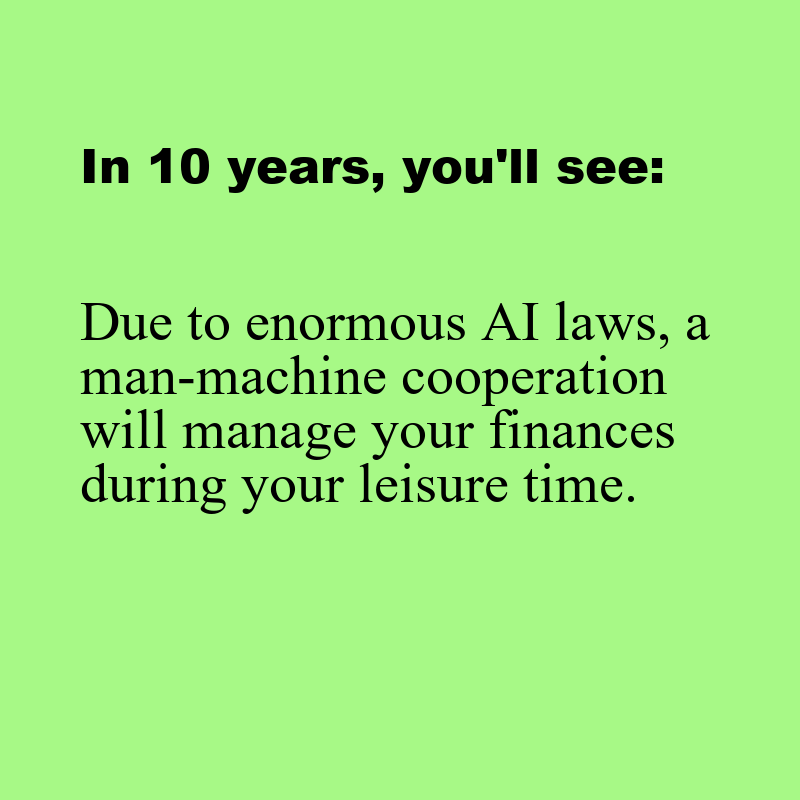 In 10 years, you'll see:
Due to enormous AI laws, a
man-machine cooperation
will manage your finances
during your leisure time.